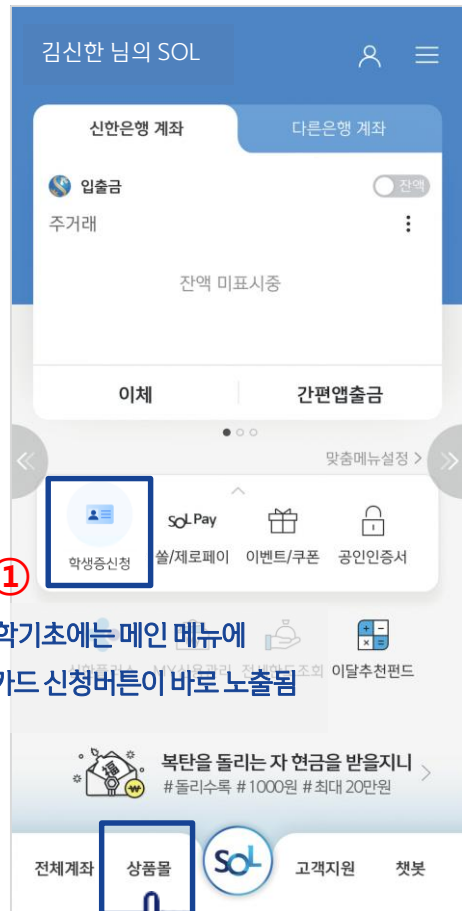 김신한 님의 SOL
신한은행 계좌
다른은행 계좌
입출금
잔액
주거래
잔액 미표시중
이체
간편앱출금
맞춤메뉴설정 >
학생증신청
SOL Pay
쏠/제로페이
이벤트/쿠폰
공인인증서
①
학기초에는 메인 메뉴에
카드 신청버튼이 바로 노출됨
이달추천펀드
복탄을 돌리는 자 현금을 받을지니
#돌리수록 #1000원 #최대 20만원
전체계좌
상품몰
SOL
고객지원
챗봇